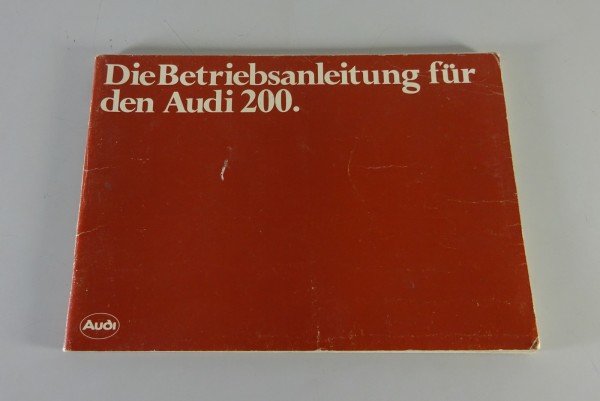 Die Betriebsanleitung für
den Audi 200.
Audi